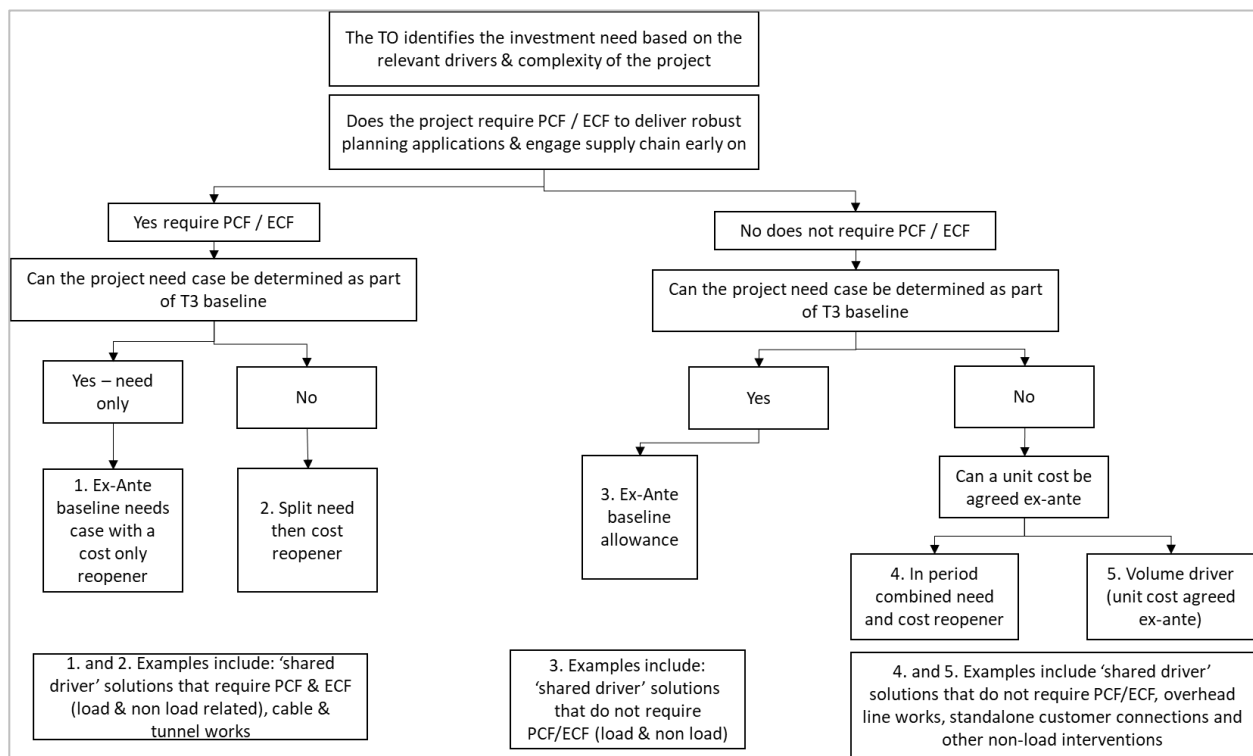 The TO identifies the investment need based on the
relevant drivers & complexity of the project
Does the project require PCF / ECF to deliver robust
planning applications & engage supply chain early on
Yes require PCF / ECF
No does not require PCF / ECF
Can the project need case be determined as part
of T3 baseline
Can the project need case be determined as part
of T3 baseline
Yes – need
only
No
Yes
No
1. Ex-Ante
baseline needs
case with a
cost only
reopener
2. Split need
then cost
reopener
3. Ex-Ante
baseline
allowance
Can a unit cost be
agreed ex-ante
4. In period
combined need
and cost reopener
5. Volume driver
(unit cost agreed
ex-ante)
1. and 2. Examples include: ‘shared
driver’ solutions that require PCF & ECF
(load & non load related), cable &
tunnel works
3. Examples include:
‘shared driver’ solutions
that do not require
PCF/ECF (load & non load)
4. and 5. Examples include ‘shared driver’
solutions that do not require PCF/ECF, overhead
line works, standalone customer connections and
other non-load interventions